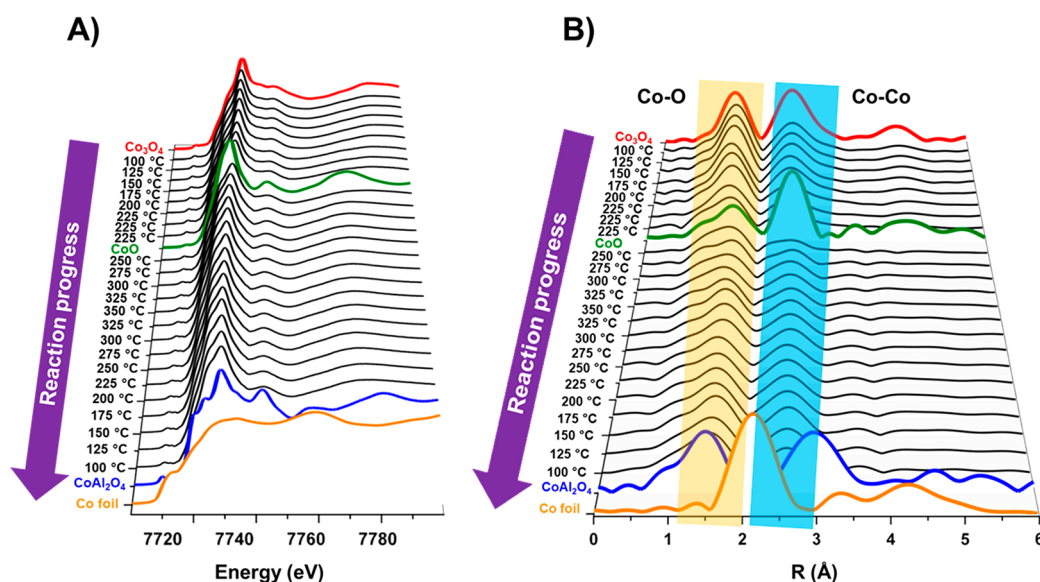 A)
Co₃O₄
100 °C
125 °C
150 °C
175 °C
200 °C
225 °C
225 °C
CoO
250 °C
275 °C
300 °C
325 °C
350 °C
325 °C
300 °C
275 °C
250 °C
225 °C
200 °C
175 °C
150 °C
125 °C
100 °C
CoAl₂O₄
Co foil
Reaction progress
7720 7740 7760 7780
Energy (eV)
B)
Co-O
Co-Co
Co₃O₄
100 °C
125 °C
150 °C
175 °C
200 °C
225 °C
225 °C
CoO
250 °C
275 °C
300 °C
325 °C
350 °C
325 °C
300 °C
275 °C
250 °C
225 °C
200 °C
175 °C
150 °C
125 °C
100 °C
CoAl₂O₄
Co foil
Reaction progress
0 1 2 3 4 5 6
R (Å)